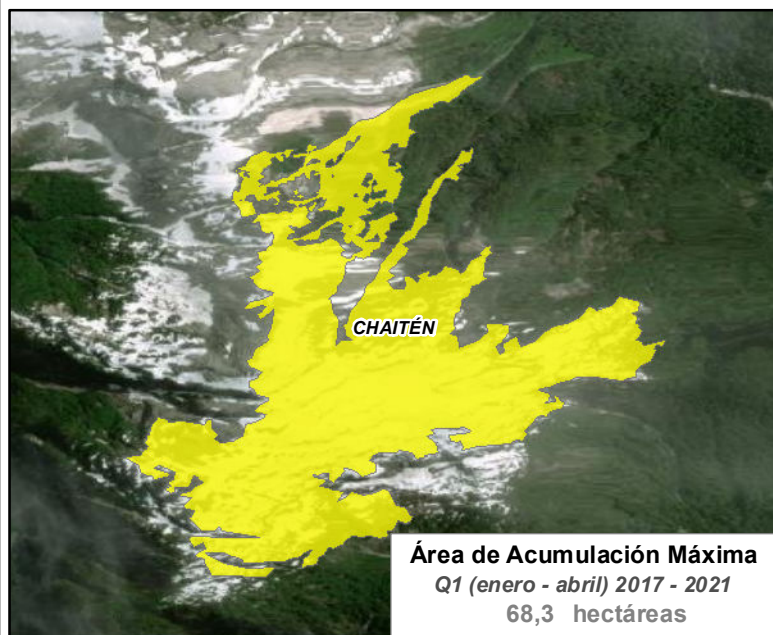 CHAITÉN
Área de Acumulación Máxima
Q1 (enero - abril) 2017 - 2021
68,3 hectáreas